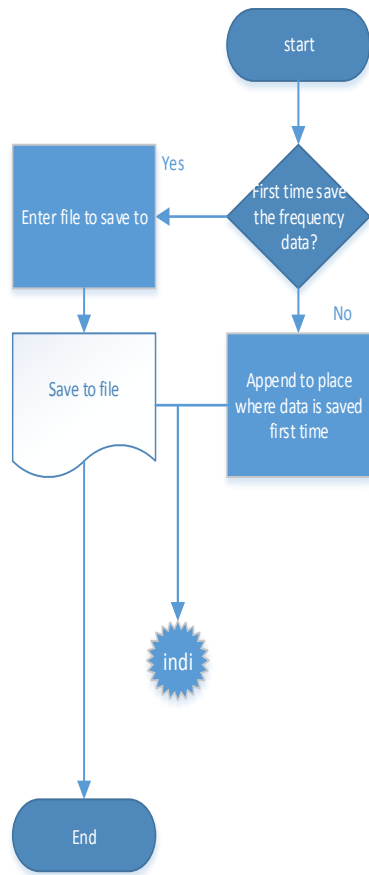 start
First time save
the frequency
data?
Yes
Enter file to save to
No
Save to file
Append to place
where data is saved
first time
indi
End